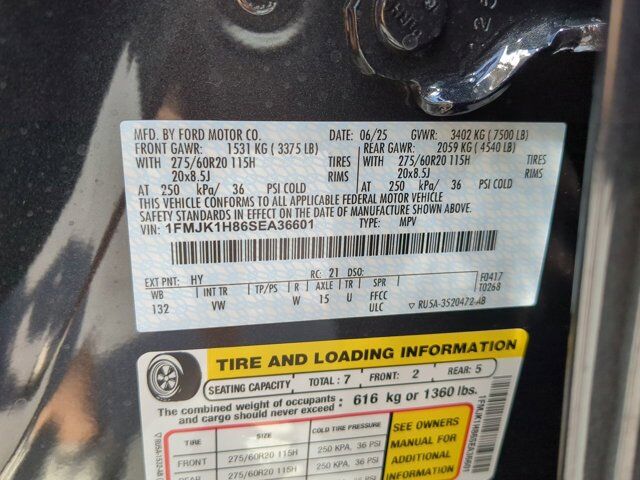 MFD. BY FORD MOTOR CO. DATE: 06/25 GVWR: 3402 KG ( 7500 LB)
FRONT GAWR: 1531 KG ( 3375 LB) REAR GAWR: 2059 KG ( 4540 LB)
WITH 275/60R20 115H TIRES WITH 275/60R20 115H TIRES
20x8.5J RIMS 20x8.5J RIMS
AT 250 kPa/ 36 PSI COLD AT 250 kPa/ 36 PSI COLD
THIS VEHICLE CONFORMS TO ALL APPLICABLE FEDERAL MOTOR VEHICLE
SAFETY STANDARDS IN EFFECT ON THE DATE OF MANUFACTURE SHOWN ABOVE.
VIN: 1FMJK1H86SEA36601 TYPE: MPV
EXT PNT: HY RC: 21 DSO: F0417
WB INT TR TP/PS R AXLE TR SPR T0268
132 VW W 15 U FFCC
ULC ▽ RU5A-3520472-AB
TIRE AND LOADING INFORMATION
SEATING CAPACITY TOTAL : 7 FRONT: 2 REAR: 5
The combined weight of occupants and cargo should never exceed : 616 kg or 1360 lbs.
TIRE SIZE COLD TIRE PRESSURE
FRONT 275/60R20 115H 250 KPA, 36 PSI
275/60R20 115H 250 KPA, 36 PSI
SEE OWNERS
MANUAL FOR
ADDITIONAL
INFORMATION
1FMJK1H86SEA36601